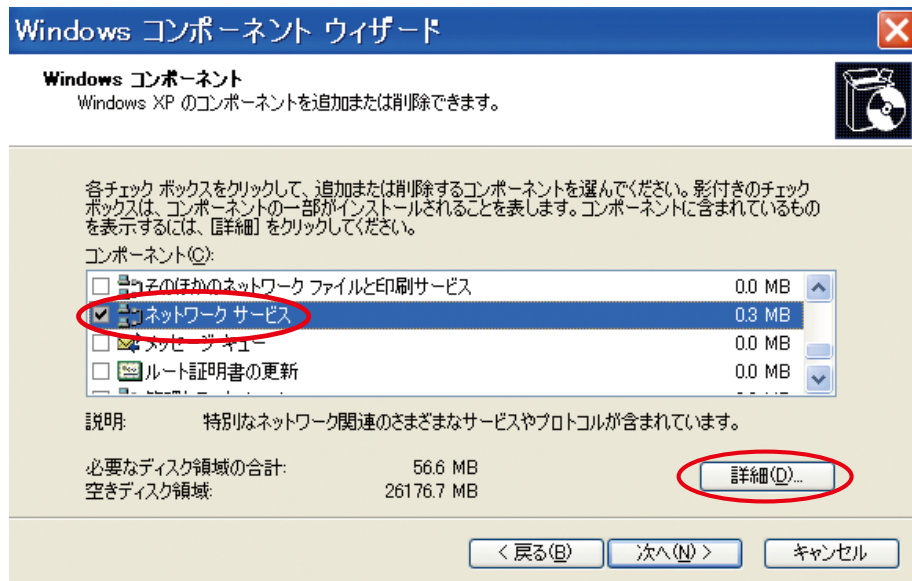 Windows コンポーネント ウィザード
Windows コンポーネント
Windows XP のコンポーネントを追加または削除できます。
各チェック ボックスをクリックして、追加または削除するコンポーネントを選んでください。影付きのチェック
ボックスは、コンポーネントの一部がインストールされることを表します。コンポーネントに含まれているもの
を表示するには、[詳細] をクリックしてください。
コンポーネント(C):
そのほかのネットワーク ファイルと印刷サービス 0.0 MB
ネットワーク サービス 0.3 MB
メッセージ キュー 0.0 MB
ルート証明書の更新 0.0 MB
説明: 特別なネットワーク関連のさまざまなサービスやプロトコルが含まれています。
必要なディスク領域の合計: 56.6 MB
空きディスク領域: 26176.7 MB
詳細(D)...
< 戻る(B) 次へ(N) > キャンセル